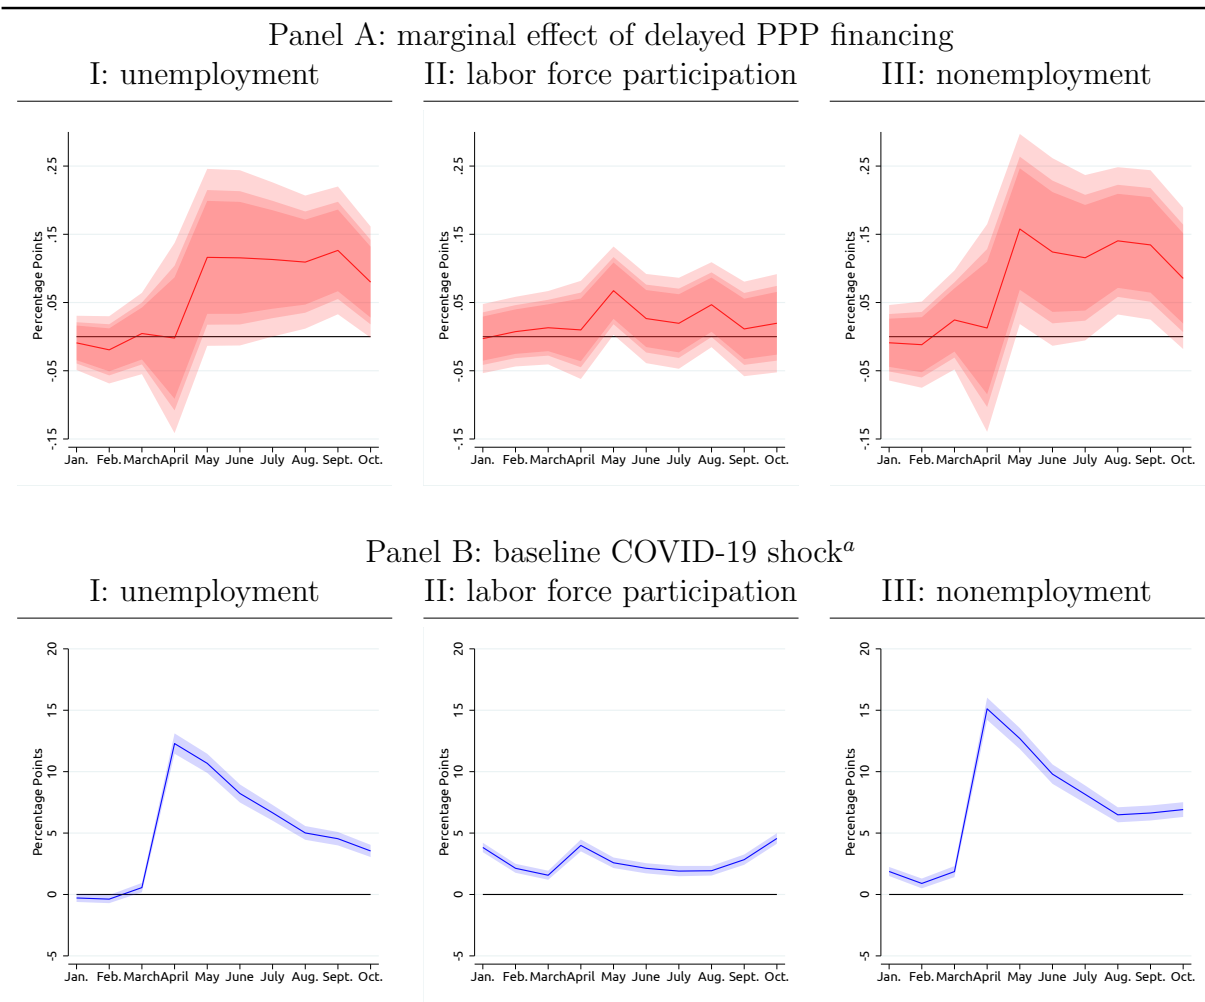 Panel A: marginal effect of delayed PPP financing
I: unemployment II: labor force participation III: nonemployment
Percentage Points
.25
.15
.05
-.05
-.15
Jan. Feb. March April May June July Aug. Sept. Oct.
Percentage Points
.25
.15
.05
-.05
-.15
Jan. Feb. March April May June July Aug. Sept. Oct.
Percentage Points
.25
.15
.05
-.05
-.15
Jan. Feb. March April May June July Aug. Sept. Oct.
Panel B: baseline COVID-19 shockᵃ
I: unemployment II: labor force participation III: nonemployment
Percentage Points
20
15
10
5
0
-5
Jan. Feb. March April May June July Aug. Sept. Oct.
Percentage Points
20
15
10
5
0
-5
Jan. Feb. March April May June July Aug. Sept. Oct.
Percentage Points
20
15
10
5
0
-5
Jan. Feb. March April May June July Aug. Sept. Oct.